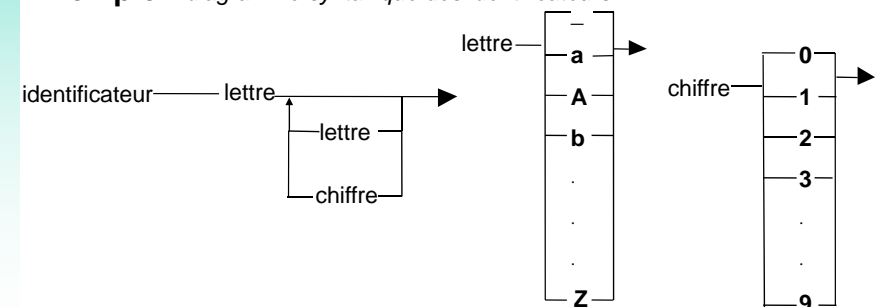 lettre
_
a
A
b
.
.
.
Z
identificateur lettre
lettre
chiffre
chiffre
0
1
2
3
.
.
9